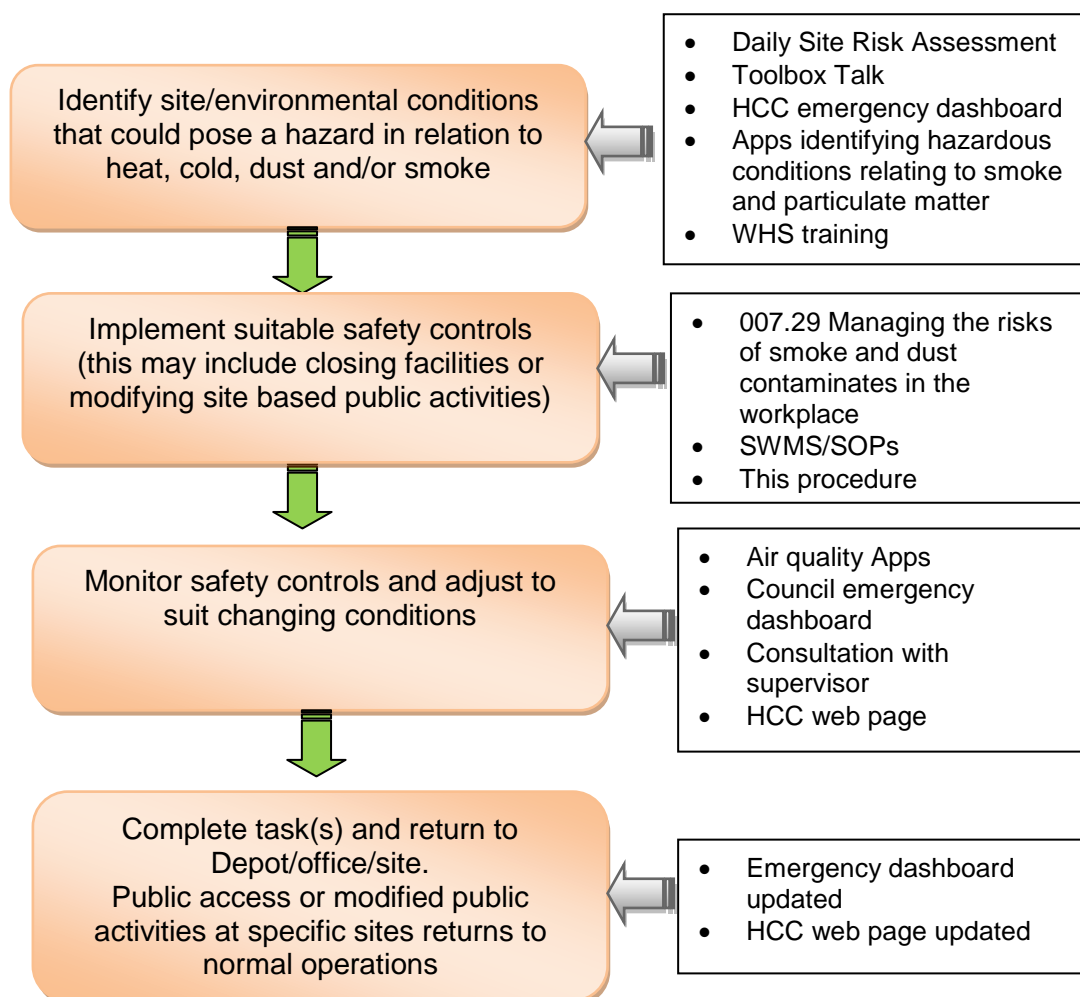 Identify site/environmental conditions
that could pose a hazard in relation to
heat, cold, dust and/or smoke
• Daily Site Risk Assessment
• Toolbox Talk
• HCC emergency dashboard
• Apps identifying hazardous
conditions relating to smoke
and particulate matter
• WHS training
Implement suitable safety controls
(this may include closing facilities or
modifying site based public activities)
• 007.29 Managing the risks
of smoke and dust
contaminates in the
workplace
• SWMS/SOPs
• This procedure
Monitor safety controls and adjust to
suit changing conditions
• Air quality Apps
• Council emergency
dashboard
• Consultation with
supervisor
• HCC web page
Complete task(s) and return to
Depot/office/site.
Public access or modified public
activities at specific sites returns to
normal operations
• Emergency dashboard
updated
• HCC web page updated